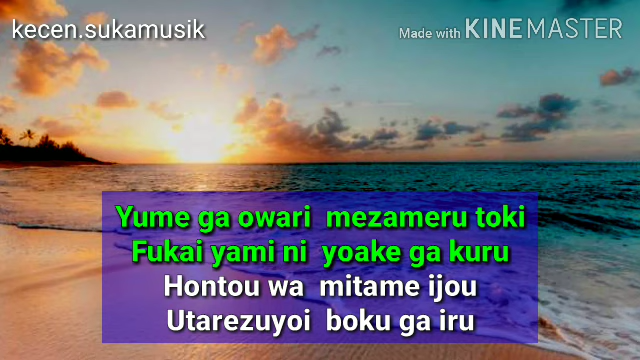 kecen.sukamusik
Made with KINEMASTER
Yume ga owari mezameru toki
Fukai yami ni yoake ga kuru
Hontou wa mitame ijou
Utarezuyoi boku ga iru